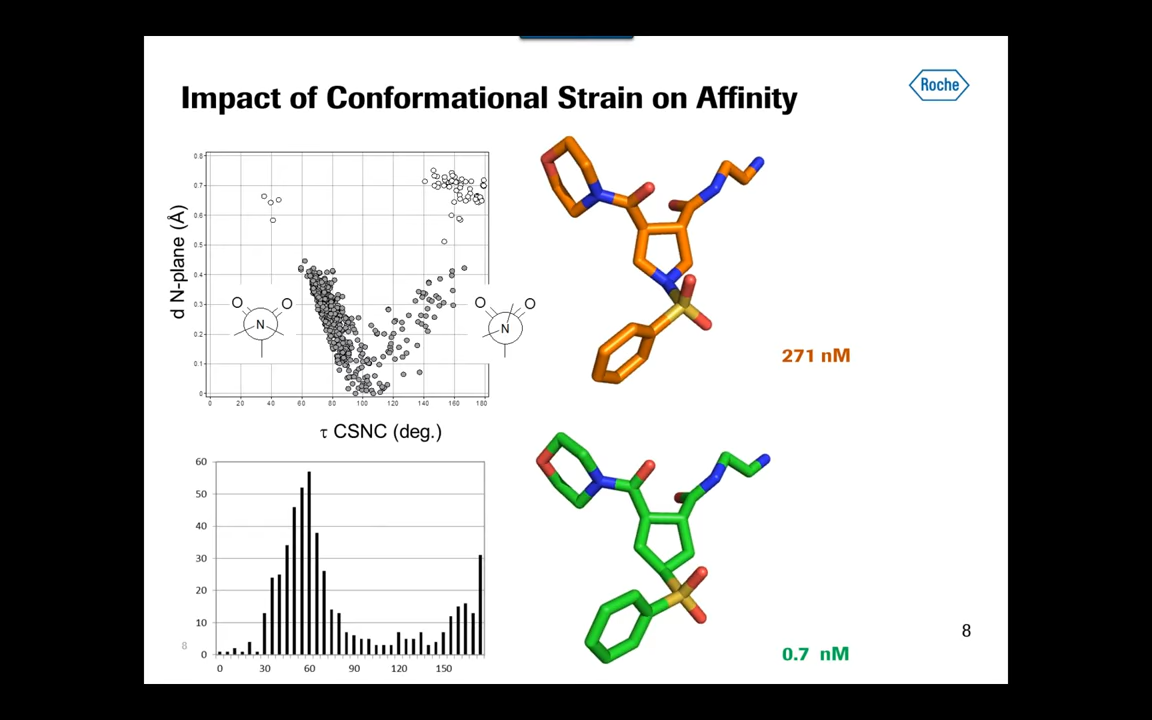 Impact of Conformational Strain on Affinity
Roche
0.8
0.7
0.6
0.5
0.4
0.3
0.2
0.1
0
d N-plane (Å)
O O
N
O O
N
0 20 40 60 80 100 120 140 160 180
τ CSNC (deg.)
271 nM
60
50
40
30
20
10
0
0 30 60 90 120 150
8
8
0.7 nM